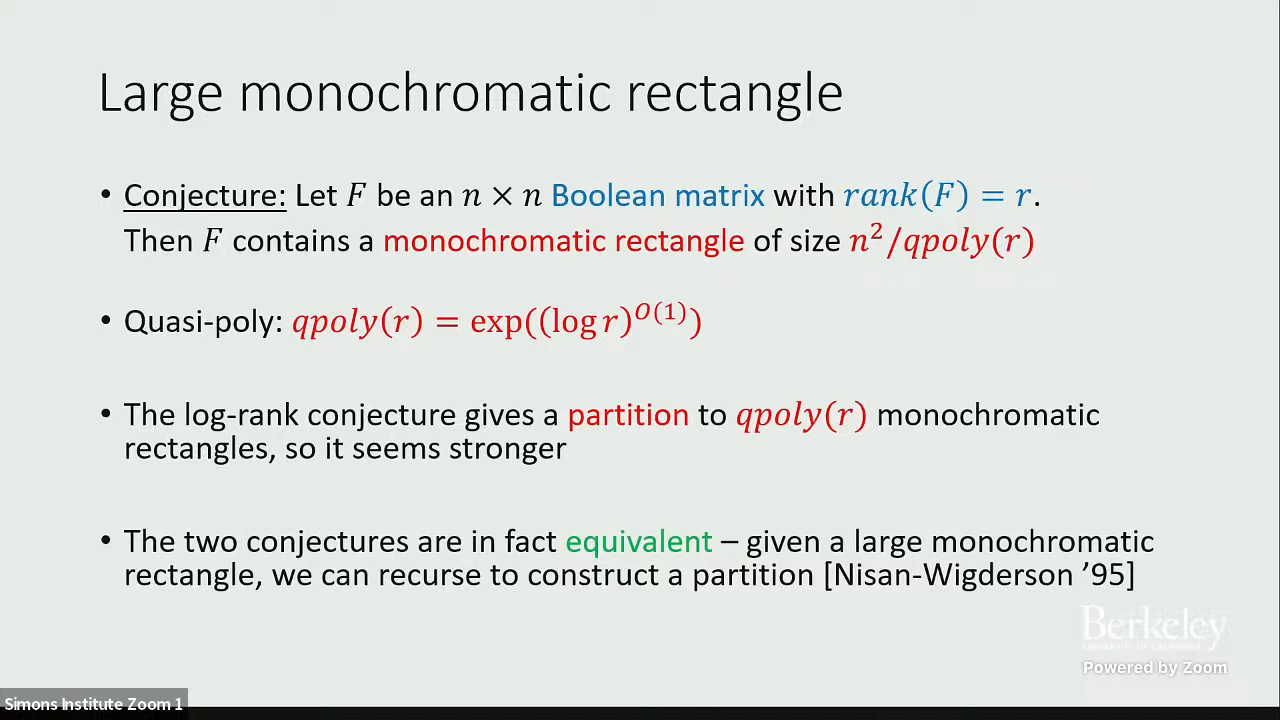 Large monochromatic rectangle
• Conjecture: Let F be an n × n Boolean matrix with rank(F) = r.
Then F contains a monochromatic rectangle of size n²/qpoly(r)
• Quasi-poly: qpoly(r) = exp((log r)^{O(1)})
• The log-rank conjecture gives a partition to qpoly(r) monochromatic
rectangles, so it seems stronger
• The two conjectures are in fact equivalent – given a large monochromatic
rectangle, we can recurse to construct a partition [Nisan-Wigderson ’95]
Berkeley
UNIVERSITY OF CALIFORNIA
Powered by Zoom
Simons Institute Zoom 1